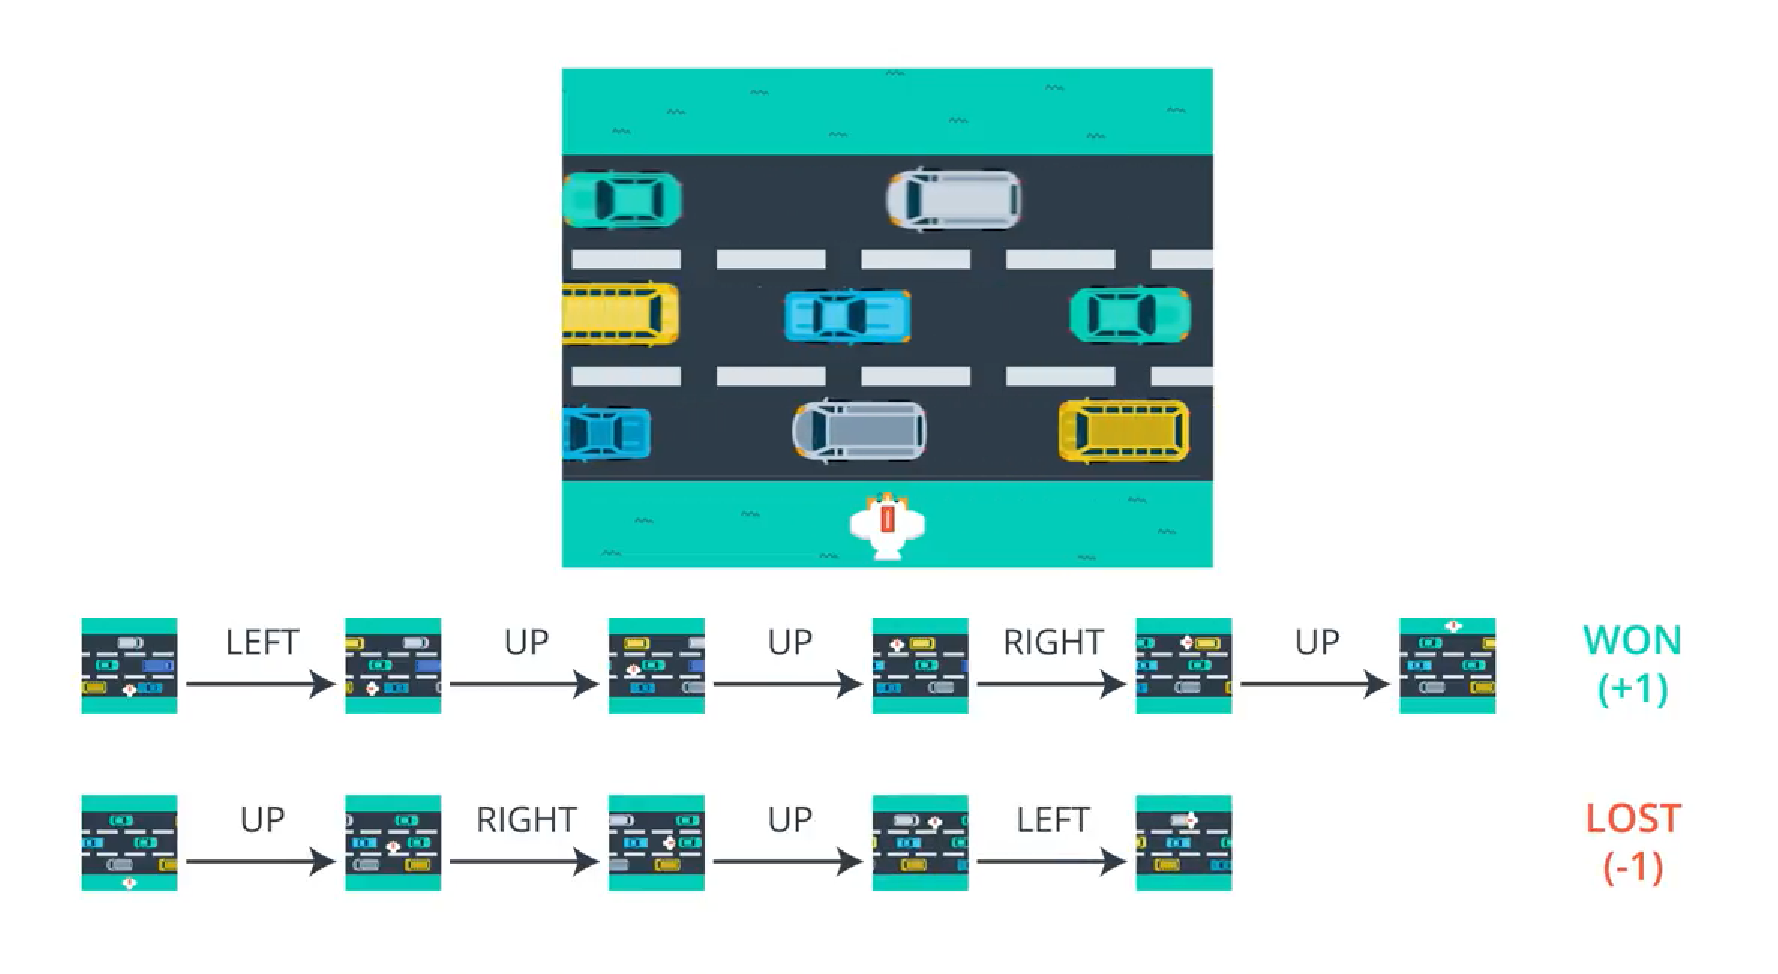 LEFT UP UP RIGHT UP WON
(+1)
UP RIGHT UP LEFT LOST
(-1)